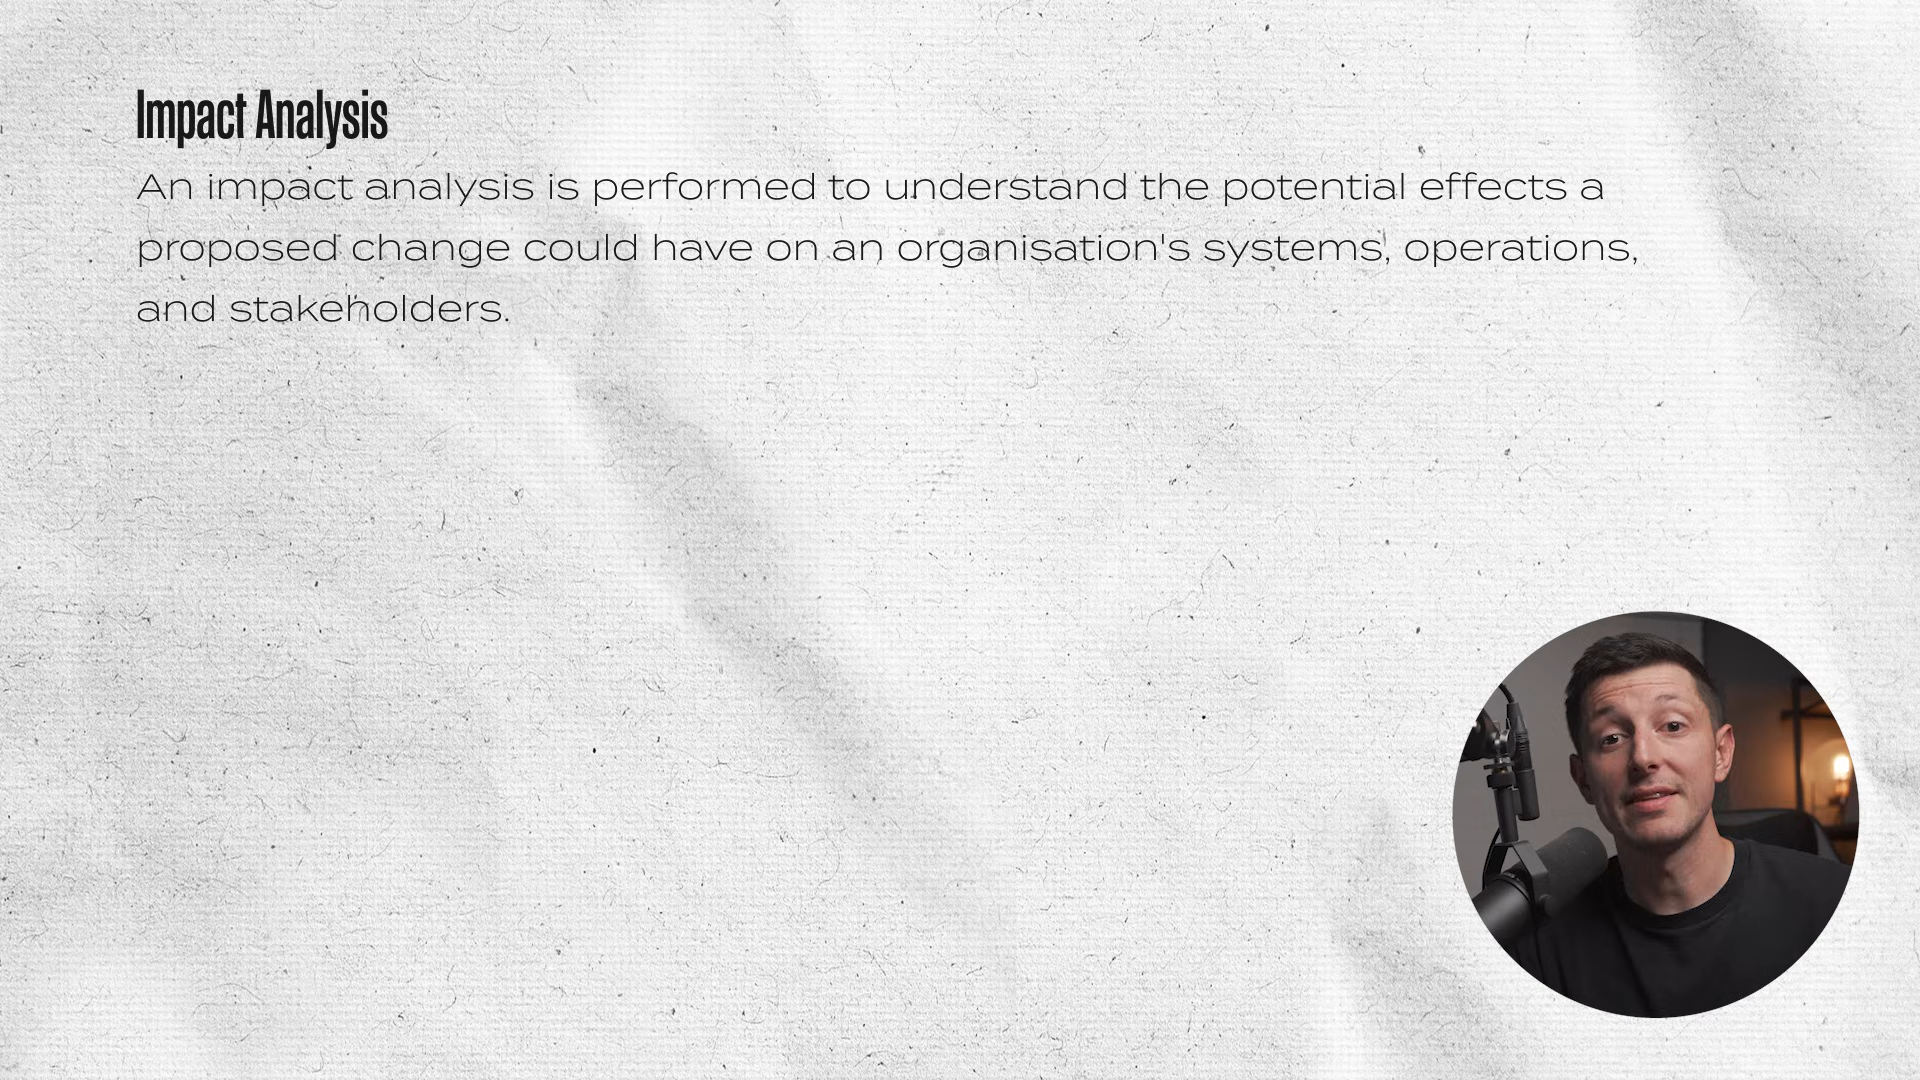 Impact Analysis
An impact analysis is performed to understand the potential effects a
proposed change could have on an organisation's systems, operations,
and stakeholders.